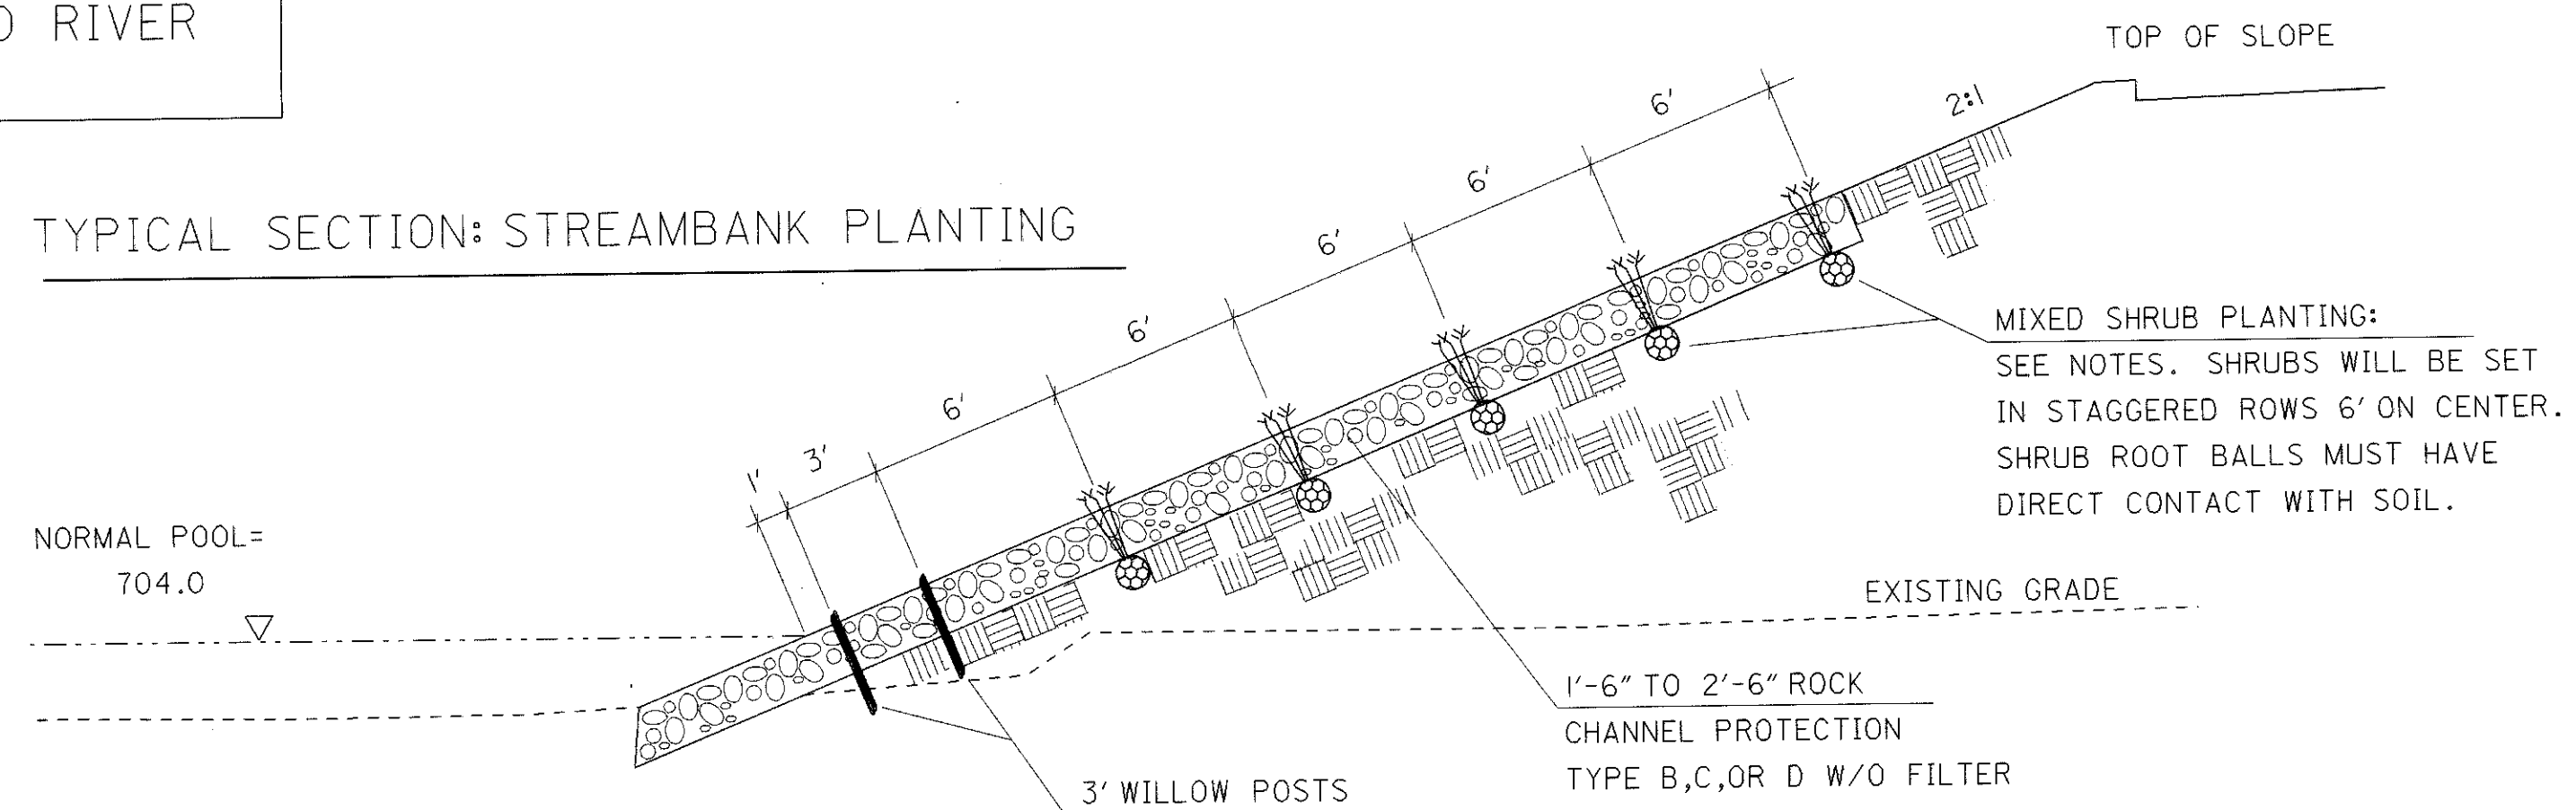 RIVER
TOP OF SLOPE
2:1
6'
6'
6'
6'
6'
3'
1'
TYPICAL SECTION: STREAMBANK PLANTING
MIXED SHRUB PLANTING:
SEE NOTES. SHRUBS WILL BE SET
IN STAGGERED ROWS 6' ON CENTER.
SHRUB ROOT BALLS MUST HAVE
DIRECT CONTACT WITH SOIL.
NORMAL POOL=
704.0
EXISTING GRADE
1'-6" TO 2'-6" ROCK
CHANNEL PROTECTION
TYPE B,C,OR D W/O FILTER
3' WILLOW POSTS